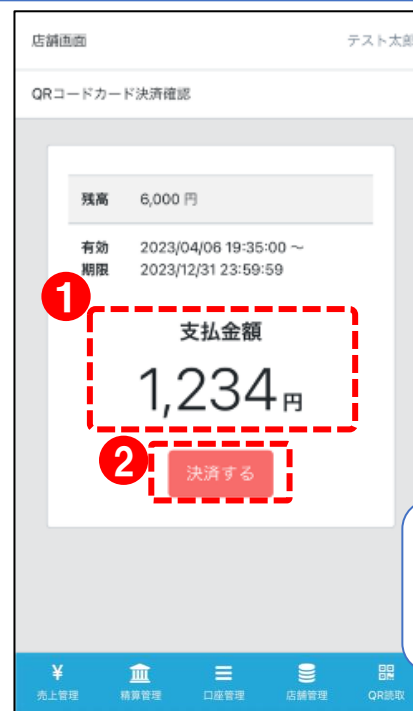 店舗画面 テスト太郎
QRコードカード決済確認
残高 6,000 円
有効 2023/04/06 19:35:00 ～
期限 2023/12/31 23:59:59
1
支払金額
1,234 円
2
決済する
¥
売上管理 精算管理 口座管理 店舗管理 QR読取